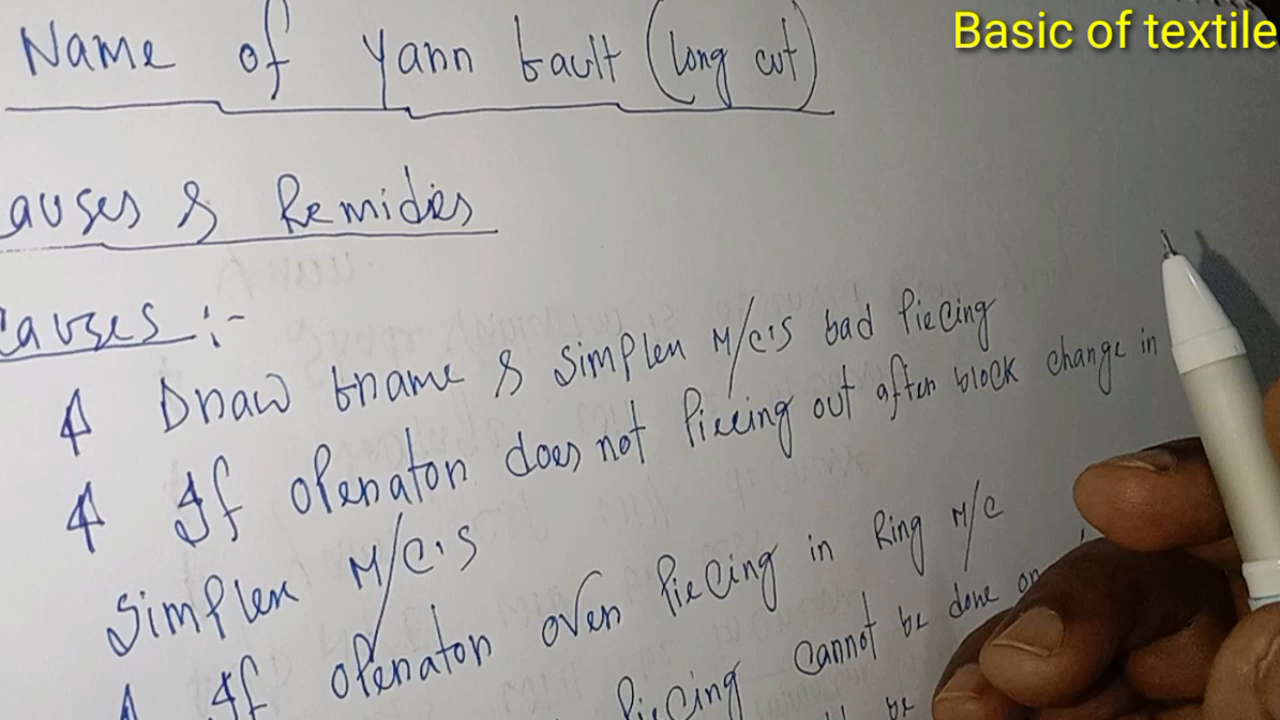 Basic of textile
Name of Yarn fault (long cut)
auses & Remidies
Causes :-
Draw frame & Simplex M/C's bad Piecing
If Operator does not Piecing out after block change in
Simplex M/C.S
If Operator over Piecing in Ring M/C
Piecing cannot be done on
be